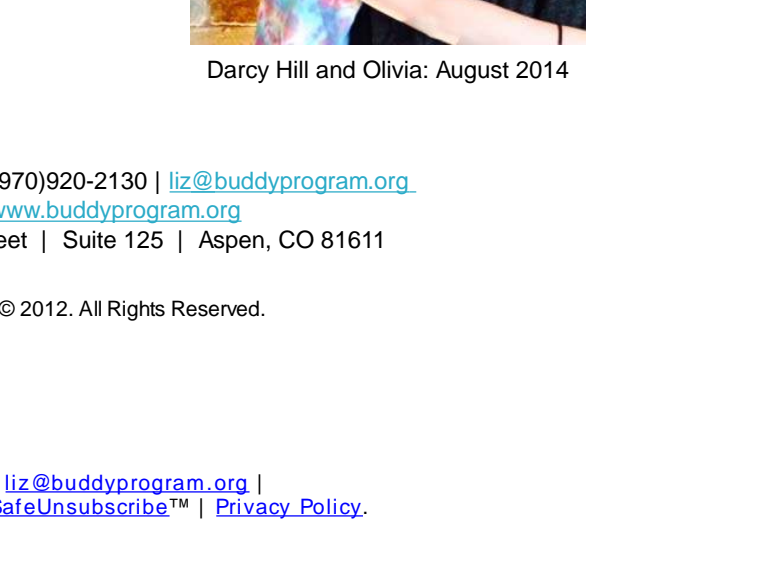 Darcy Hill and Olivia: August 2014
970)920-2130 | liz@buddyprogram.org
www.buddyprogram.org
eet | Suite 125 | Aspen, CO 81611
© 2012. All Rights Reserved.
liz@buddyprogram.org |
SafeUnsubscribe™ | Privacy Policy.